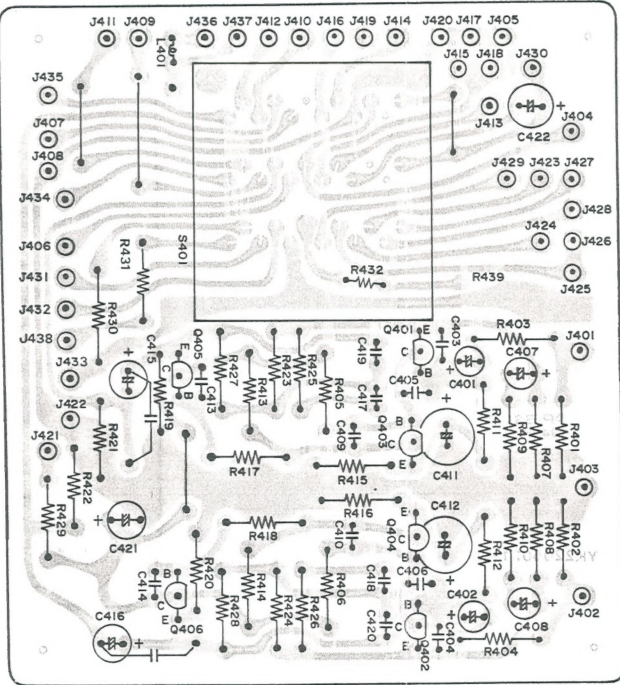 J411 J409 J436 J437 J412 J410 J416 J419 J414 J420 J417 J405
L401
J415 J418 J430
J435
J413 C422 + J404
J407
J408
J429 J423 J427
J434
J428
J406 R431 S401 J424 J426
J431 R432 R439 J425
J432 R430
J438
J433 + C415 Q405 E C B R427 R423 R425 C419 Q401 E C B C403 R403 J401
C413 R413 R405 C417 C405 C401 + C407 +
J422 R419
J421 R421 C409 Q403 B C E + C411 R411 R409 R407 R401
R417
R422 R415 J403
R429 R416
+ C421 R418 C410 Q404 E C B C412 + R412 R410 R408 R402
R420 C418 C406
C414 B C E R414 R406 C402 + C408 + J402
C416 + Q406 R428 R424 R426 C420 B C E Q402 C404 R404